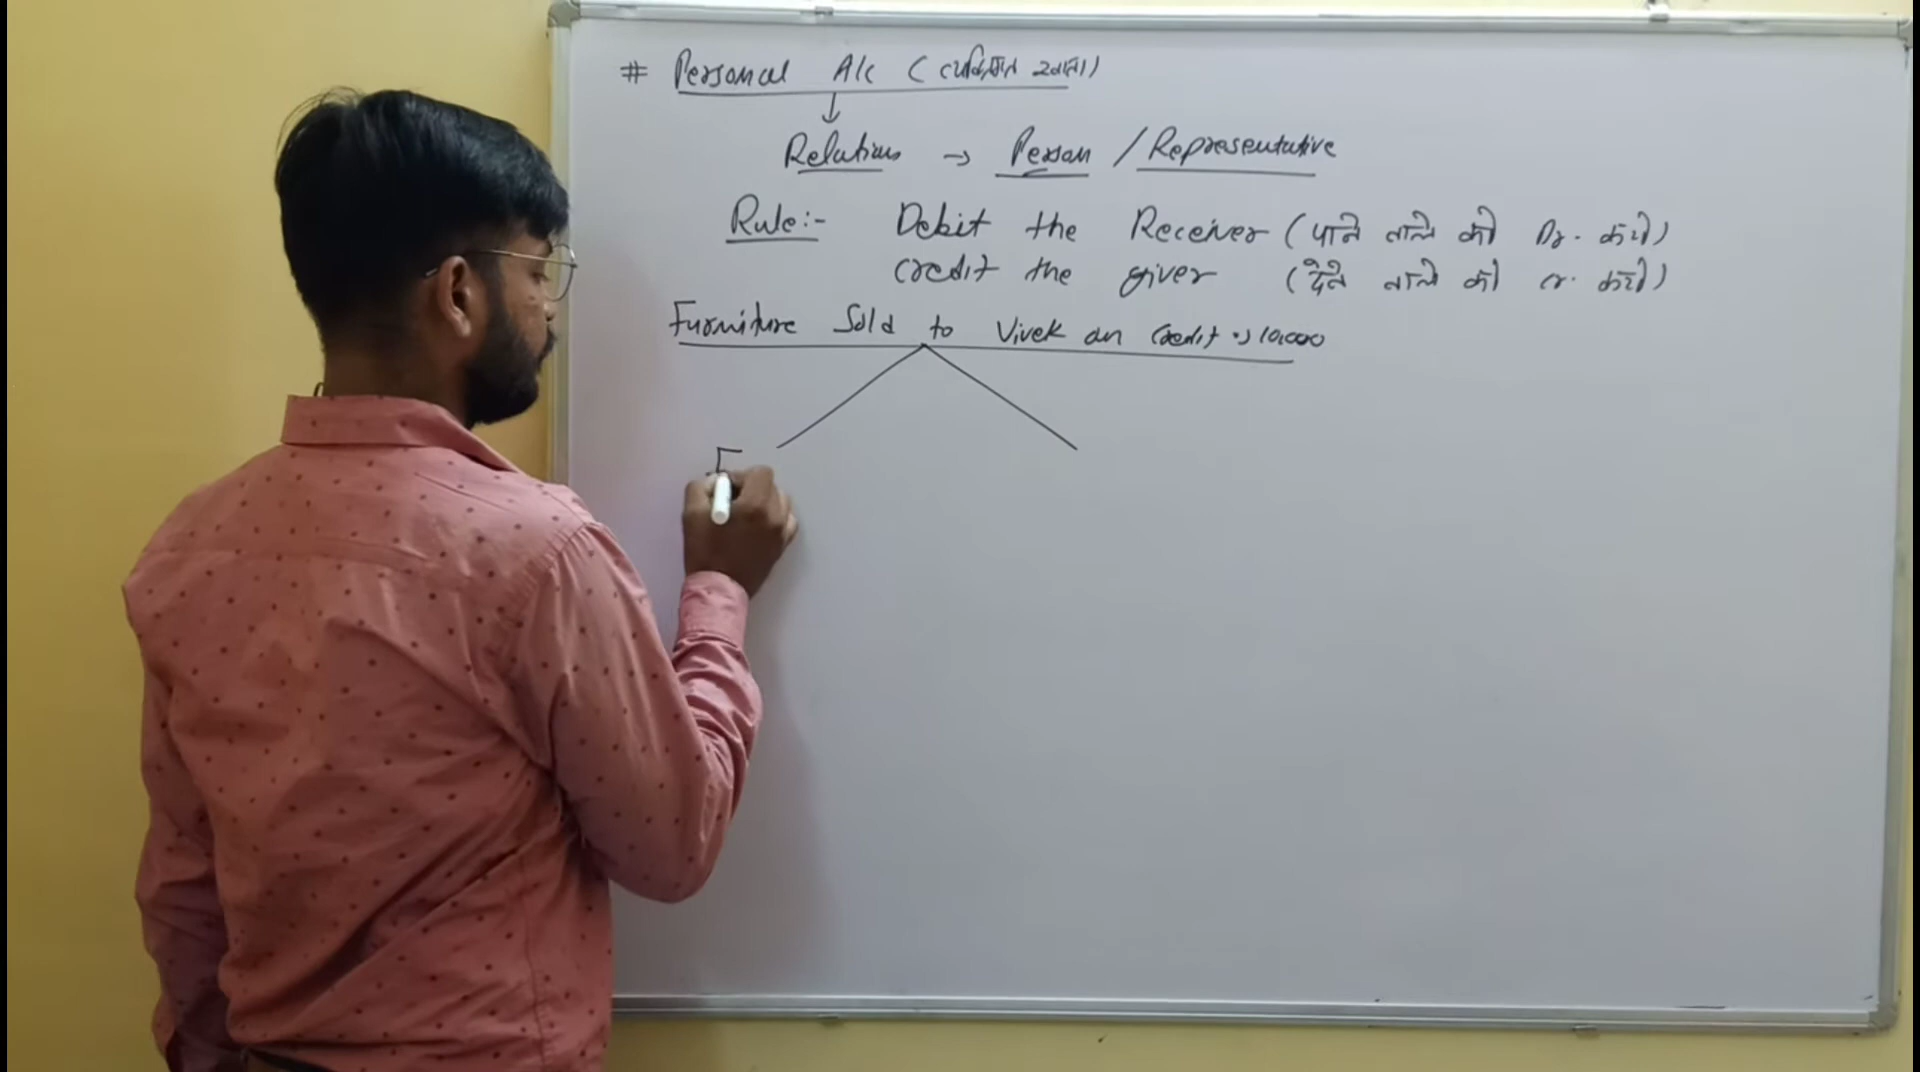 # Personal A/c (व्यक्तिगत खाता)
Relation → Person / Representative
Rule:- Debit the Receiver (पाने वाले को Dr. करो)
credit the giver (देने वाले को cr. करो)
Furniture Sold to Vivek on Credit 10,000
F